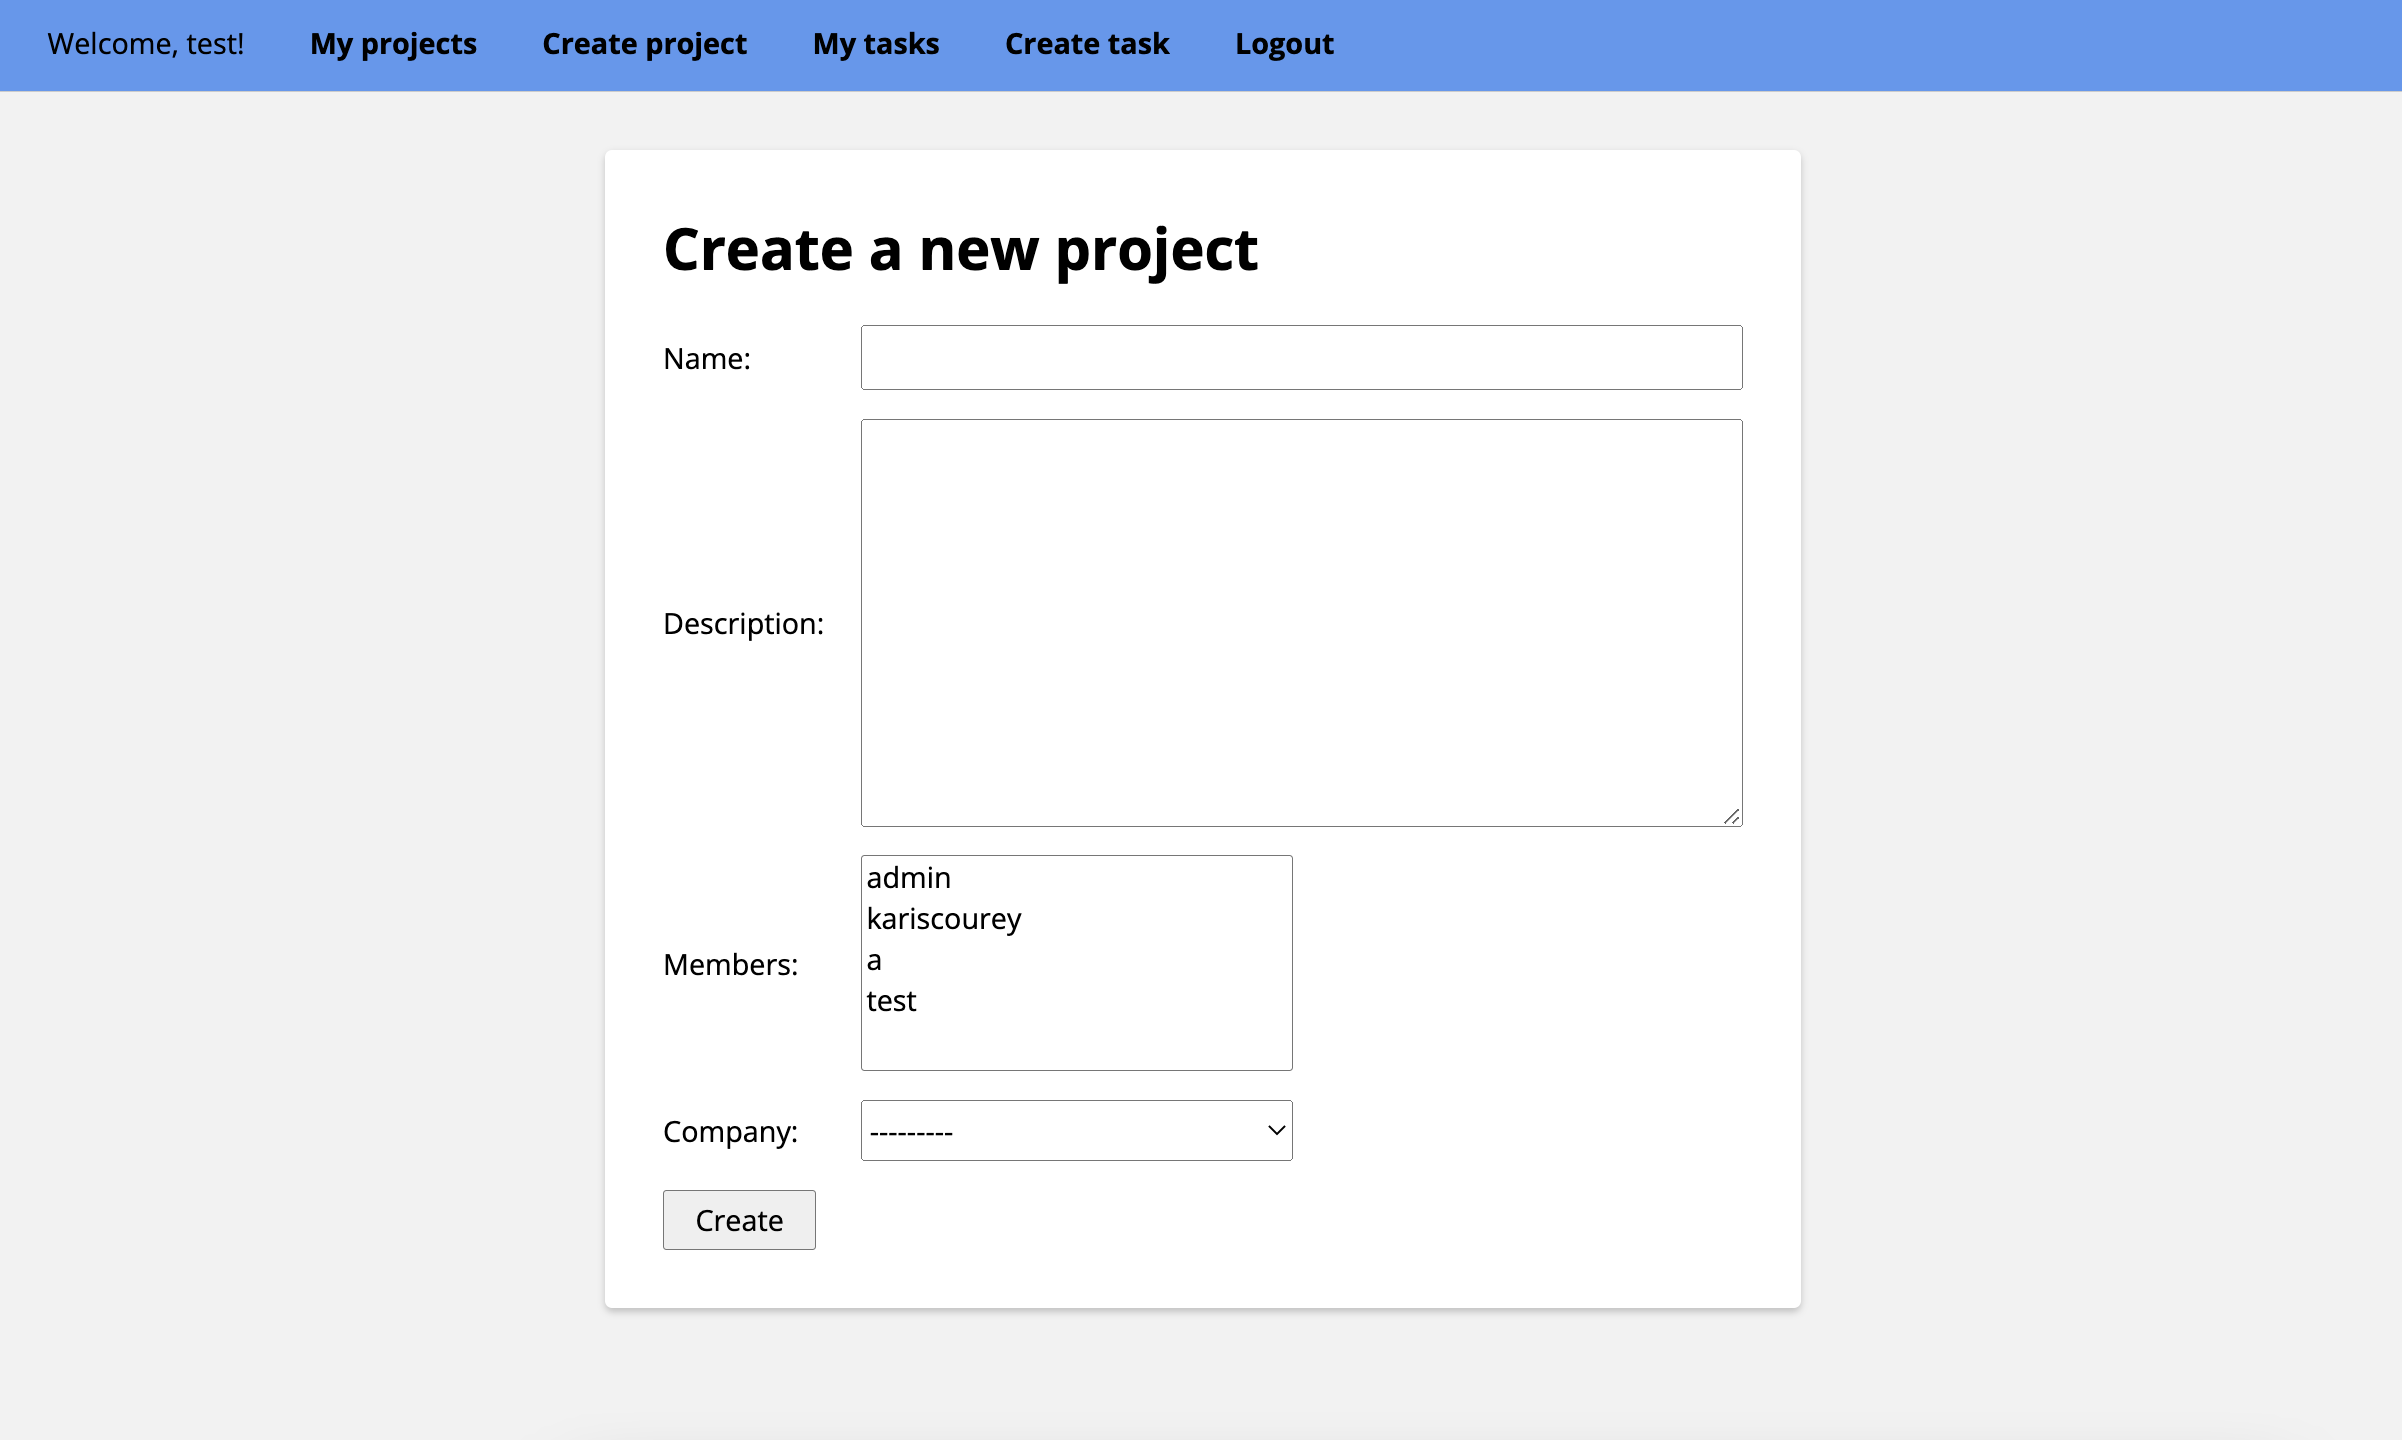 Welcome, test! My projects Create project My tasks Create task Logout
Create a new project
Name:
Description:
Members:
admin
kariscourey
a
test
Company: ---------
Create